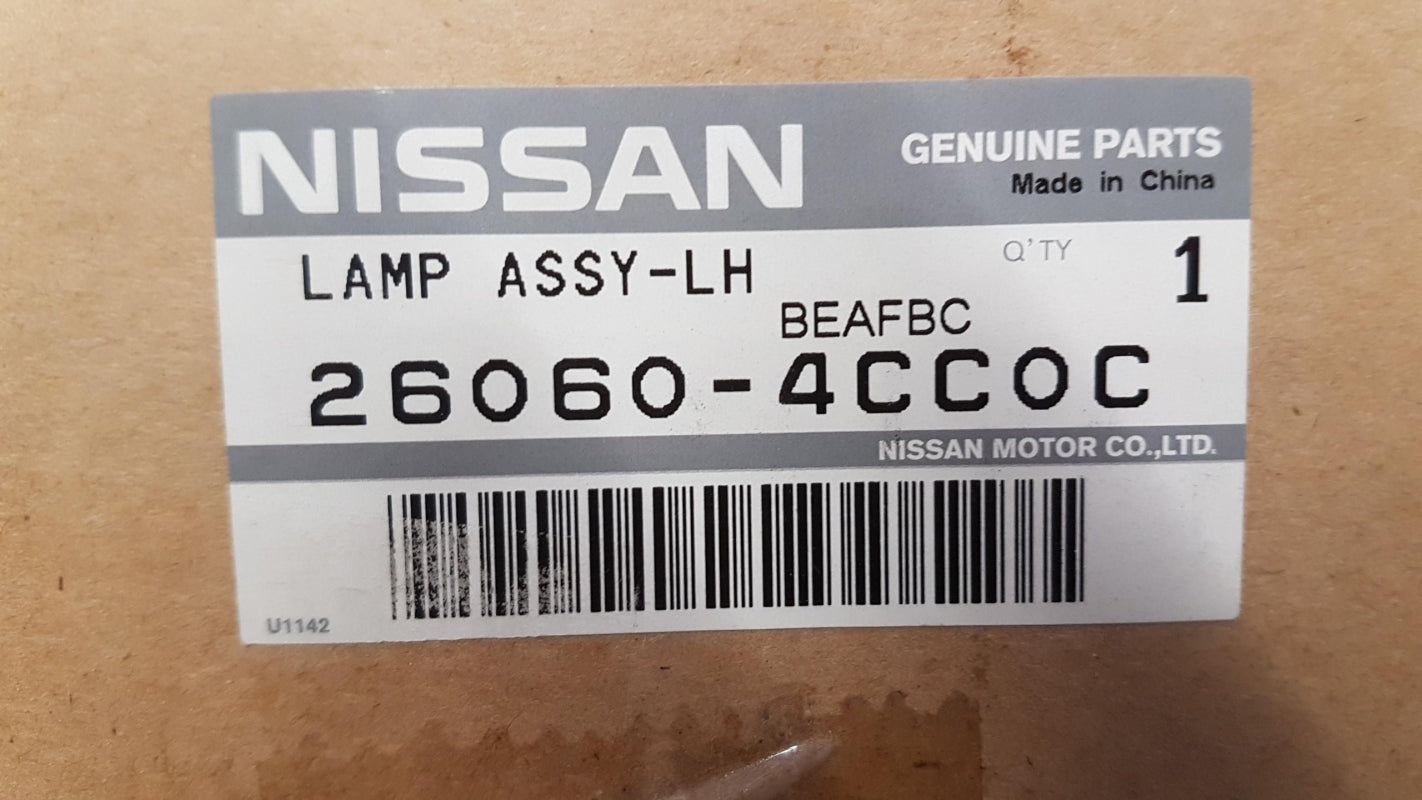 NISSAN
GENUINE PARTS
Made in China
LAMP ASSY-LH
Q'TY 1
BEAFBC
26060-4CC0C
NISSAN MOTOR CO.,LTD.
U1142